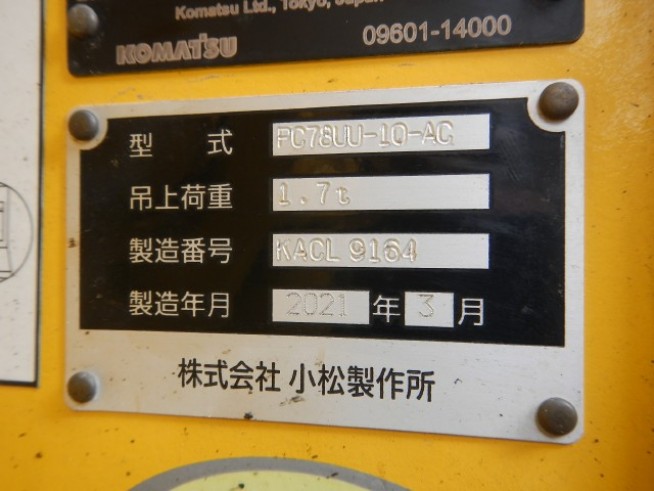 Komatsu Ltd., Tokyo, Japan
KOMATSU 09601-14000
型 式 PC78UU-10-AC
吊上荷重 1.7t
製造番号 KACL 9164
製造年月 2021 年 3 月
株式会社 小松製作所